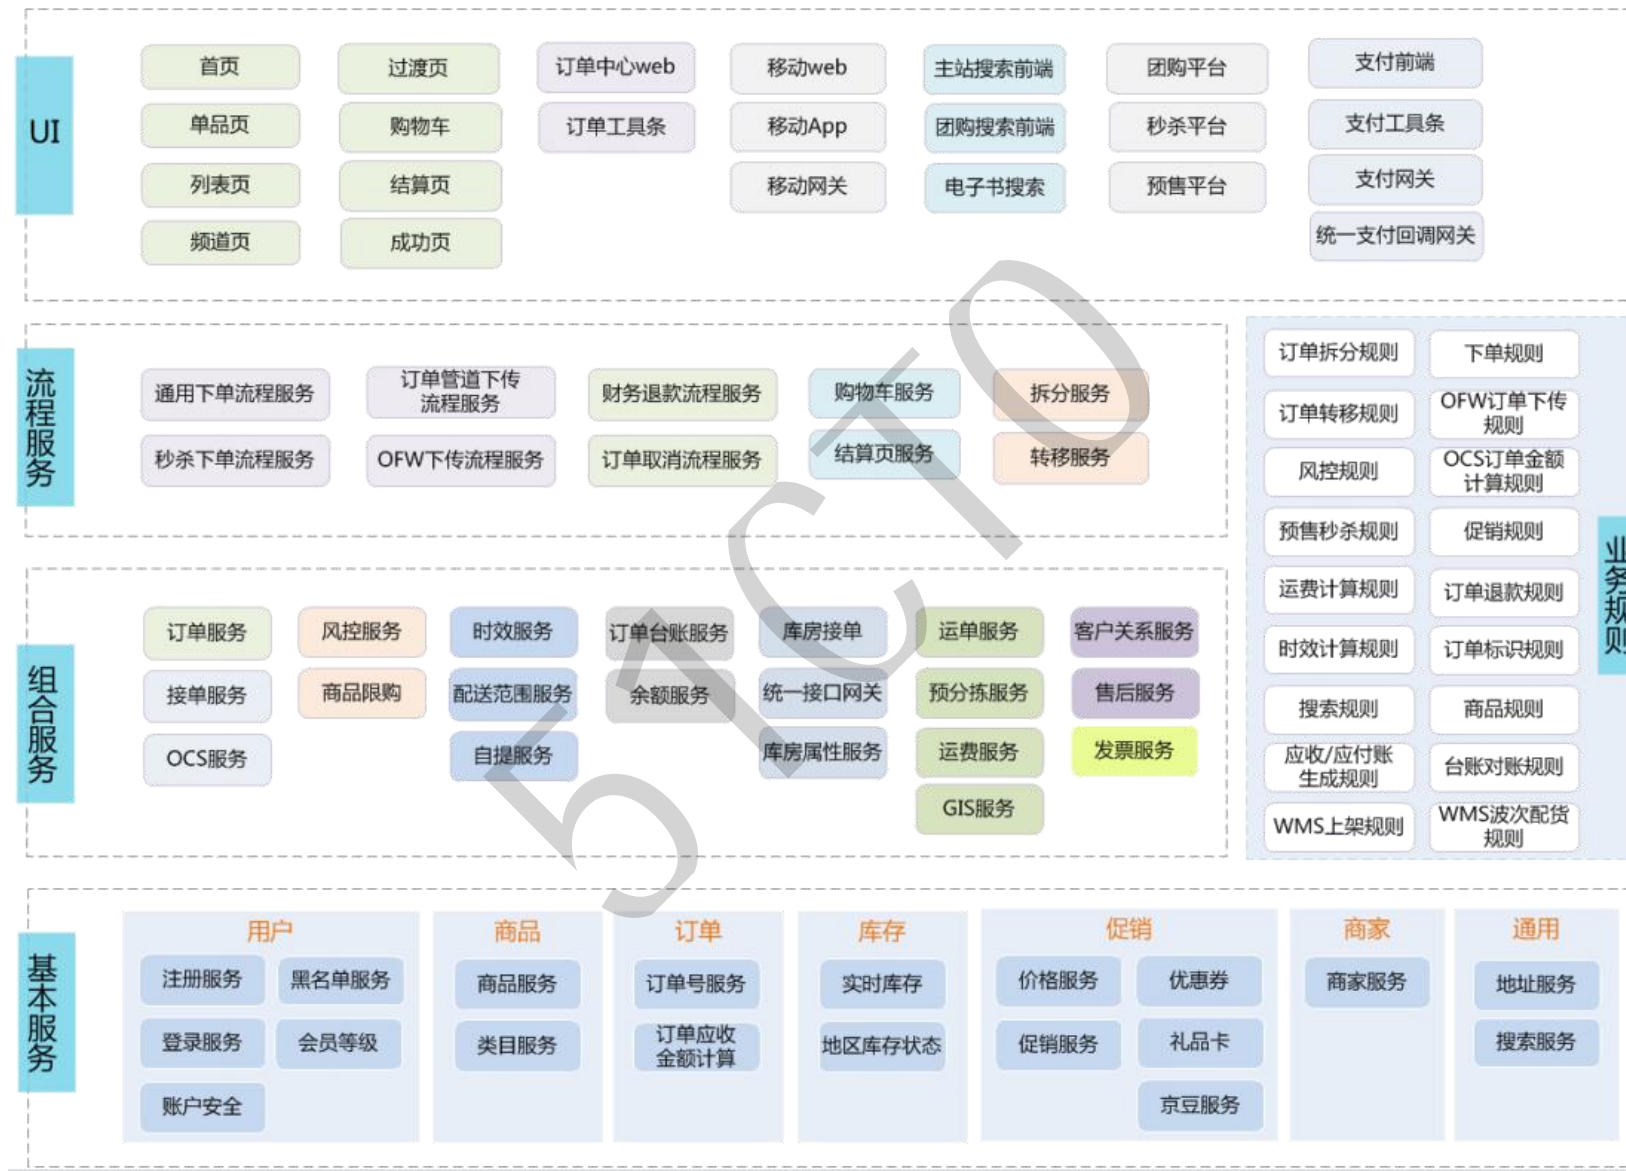 UI
首页
过渡页
订单中心web
移动web
主站搜索前端
团购平台
支付前端
单品页
购物车
订单工具条
移动App
团购搜索前端
秒杀平台
支付工具条
列表页
结算页
移动网关
电子书搜索
预售平台
支付网关
频道页
成功页
统一支付回调网关
流程服务
通用下单流程服务
订单管道下传
流程服务
财务退款流程服务
购物车服务
拆分服务
秒杀下单流程服务
OFW下传流程服务
订单取消流程服务
结算页服务
转移服务
组合服务
订单服务
风控服务
时效服务
订单台账服务
库房接单
运单服务
客户关系服务
接单服务
商品限购
配送范围服务
余额服务
统一接口网关
预分拣服务
售后服务
OCS服务
自提服务
库房属性服务
运费服务
发票服务
GIS服务
业务规则
订单拆分规则
下单规则
订单转移规则
OFW订单下传
规则
风控规则
OCS订单金额
计算规则
预售秒杀规则
促销规则
运费计算规则
订单退款规则
时效计算规则
订单标识规则
搜索规则
商品规则
应收/应付账
生成规则
台账对账规则
WMS上架规则
WMS波次配货
规则
基本服务
用户
注册服务
黑名单服务
登录服务
会员等级
账户安全
商品
商品服务
类目服务
订单
订单号服务
订单应收
金额计算
库存
实时库存
地区库存状态
促销
价格服务
优惠券
促销服务
礼品卡
京豆服务
商家
商家服务
通用
地址服务
搜索服务
51CTO